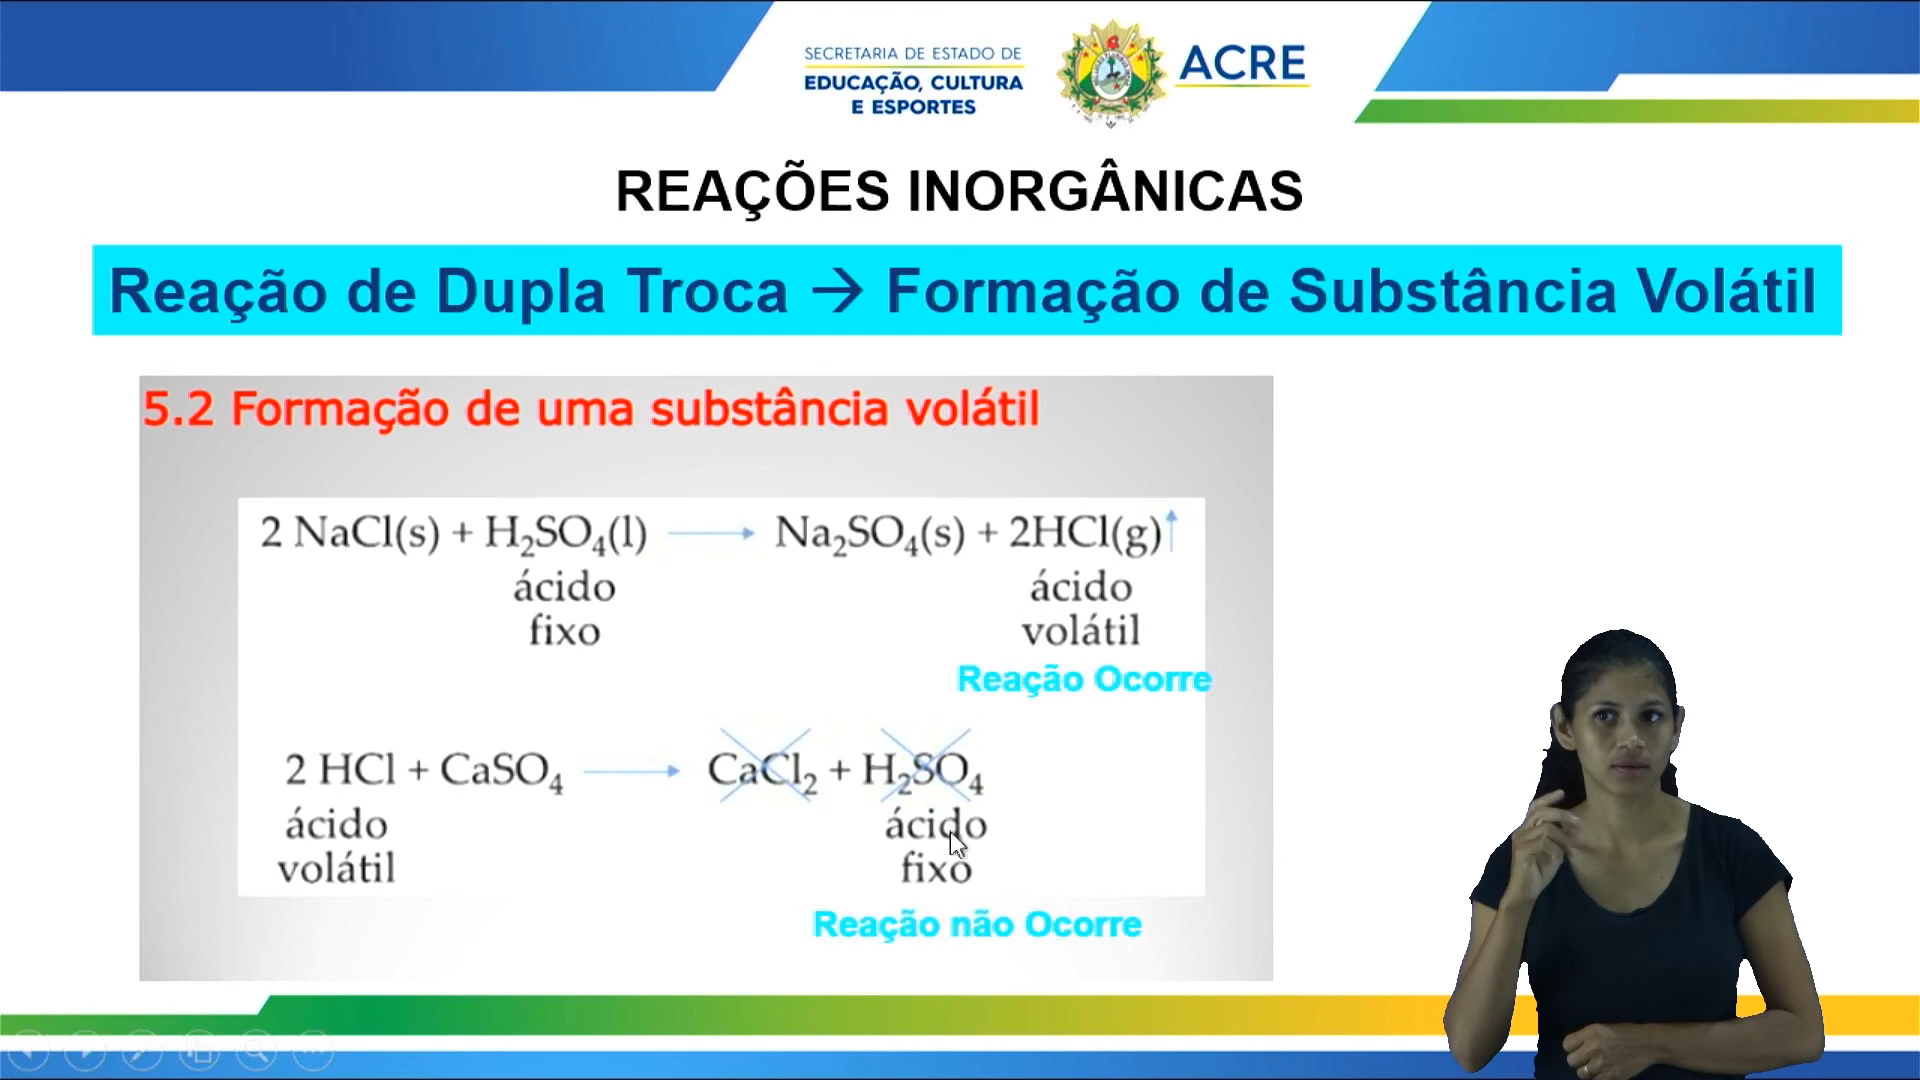 SECRETARIA DE ESTADO DE
EDUCAÇÃO, CULTURA
E ESPORTES
ACRE
REAÇÕES INORGÂNICAS
Reação de Dupla Troca → Formação de Substância Volátil
5.2 Formação de uma substância volátil
2 NaCl(s) + H₂SO₄(l) ⟶ Na₂SO₄(s) + 2HCl(g)↑
ácido ácido
fixo volátil
Reação Ocorre
2 HCl + CaSO₄ ⟶ CaCl₂ + H₂SO₄
ácido ácido
volátil fixo
Reação não Ocorre